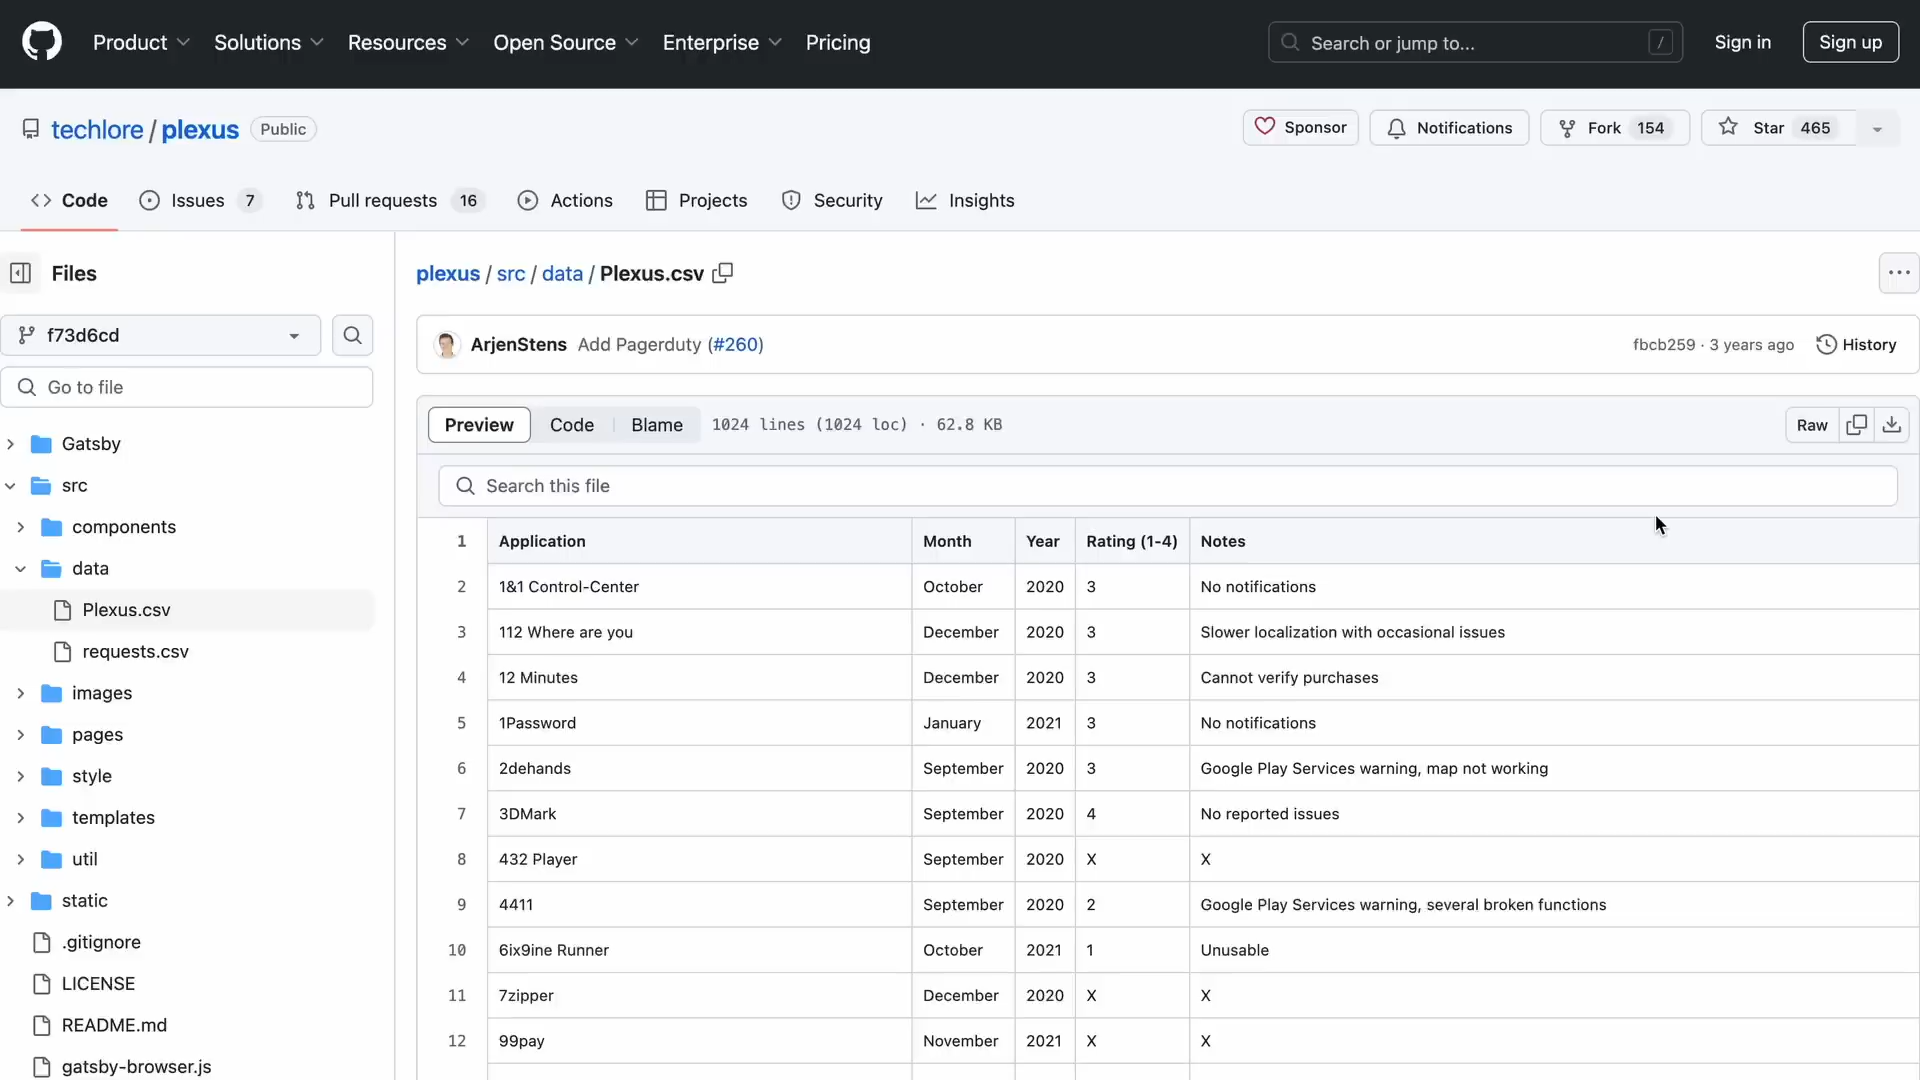 Product Solutions Resources Open Source Enterprise Pricing Search or jump to... / Sign in Sign up
techlore / plexus Public Sponsor Notifications Fork 154 Star 465
Code Issues 7 Pull requests 16 Actions Projects Security Insights
Files
f73d6cd
Go to file
Gatsby
src
components
data
Plexus.csv
requests.csv
images
pages
style
templates
util
static
.gitignore
LICENSE
README.md
gatsby-browser.js
plexus / src / data / Plexus.csv
ArjenStens Add Pagerduty (#260) fbcb259 · 3 years ago History
Preview Code Blame 1024 lines (1024 loc) · 62.8 KB Raw
Search this file
1 Application Month Year Rating (1-4) Notes
2 1&1 Control-Center October 2020 3 No notifications
3 112 Where are you December 2020 3 Slower localization with occasional issues
4 12 Minutes December 2020 3 Cannot verify purchases
5 1Password January 2021 3 No notifications
6 2dehands September 2020 3 Google Play Services warning, map not working
7 3DMark September 2020 4 No reported issues
8 432 Player September 2020 X X
9 4411 September 2020 2 Google Play Services warning, several broken functions
10 6ix9ine Runner October 2021 1 Unusable
11 7zipper December 2020 X X
12 99pay November 2021 X X